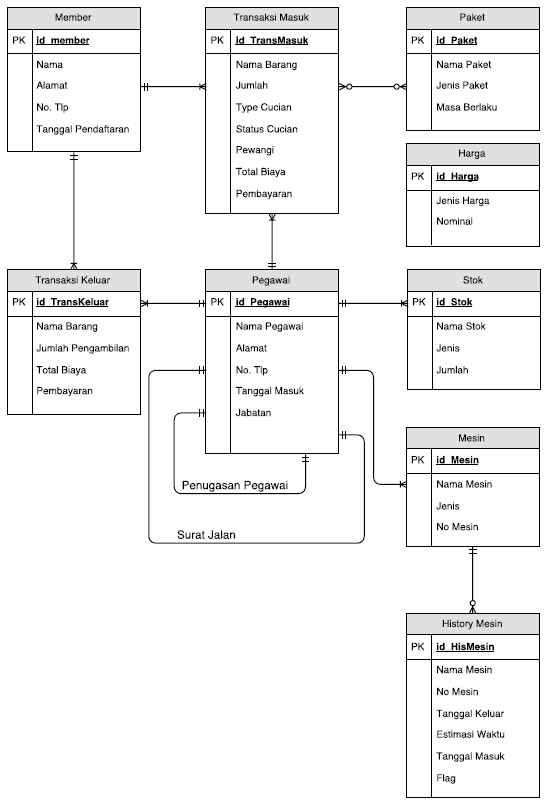 Member
PK id_member
Nama
Alamat
No. Tlp
Tanggal Pendaftaran
Transaksi Masuk
PK id_TransMasuk
Nama Barang
Jumlah
Type Cucian
Status Cucian
Pewangi
Total Biaya
Pembayaran
Paket
PK id_Paket
Nama Paket
Jenis Paket
Masa Berlaku
Harga
PK id_Harga
Jenis Harga
Nominal
Transaksi Keluar
PK id_TransKeluar
Nama Barang
Jumlah Pengambilan
Total Biaya
Pembayaran
Pegawai
PK id_Pegawai
Nama Pegawai
Alamat
No. Tlp
Tanggal Masuk
Jabatan
Stok
PK id_Stok
Nama Stok
Jenis
Jumlah
Penugasan Pegawai
Surat Jalan
Mesin
PK id_Mesin
Nama Mesin
Jenis
No Mesin
History Mesin
PK id_HisMesin
Nama Mesin
No Mesin
Tanggal Keluar
Estimasi Waktu
Tanggal Masuk
Flag